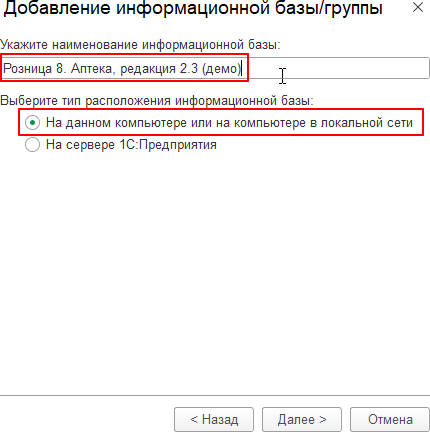 Добавление информационной базы/группы
Укажите наименование информационной базы:
Розница 8. Аптека, редакция 2.3 (демо)
Выберите тип расположения информационной базы:
На данном компьютере или на компьютере в локальной сети
На сервере 1С:Предприятия
< Назад Далее > Отмена